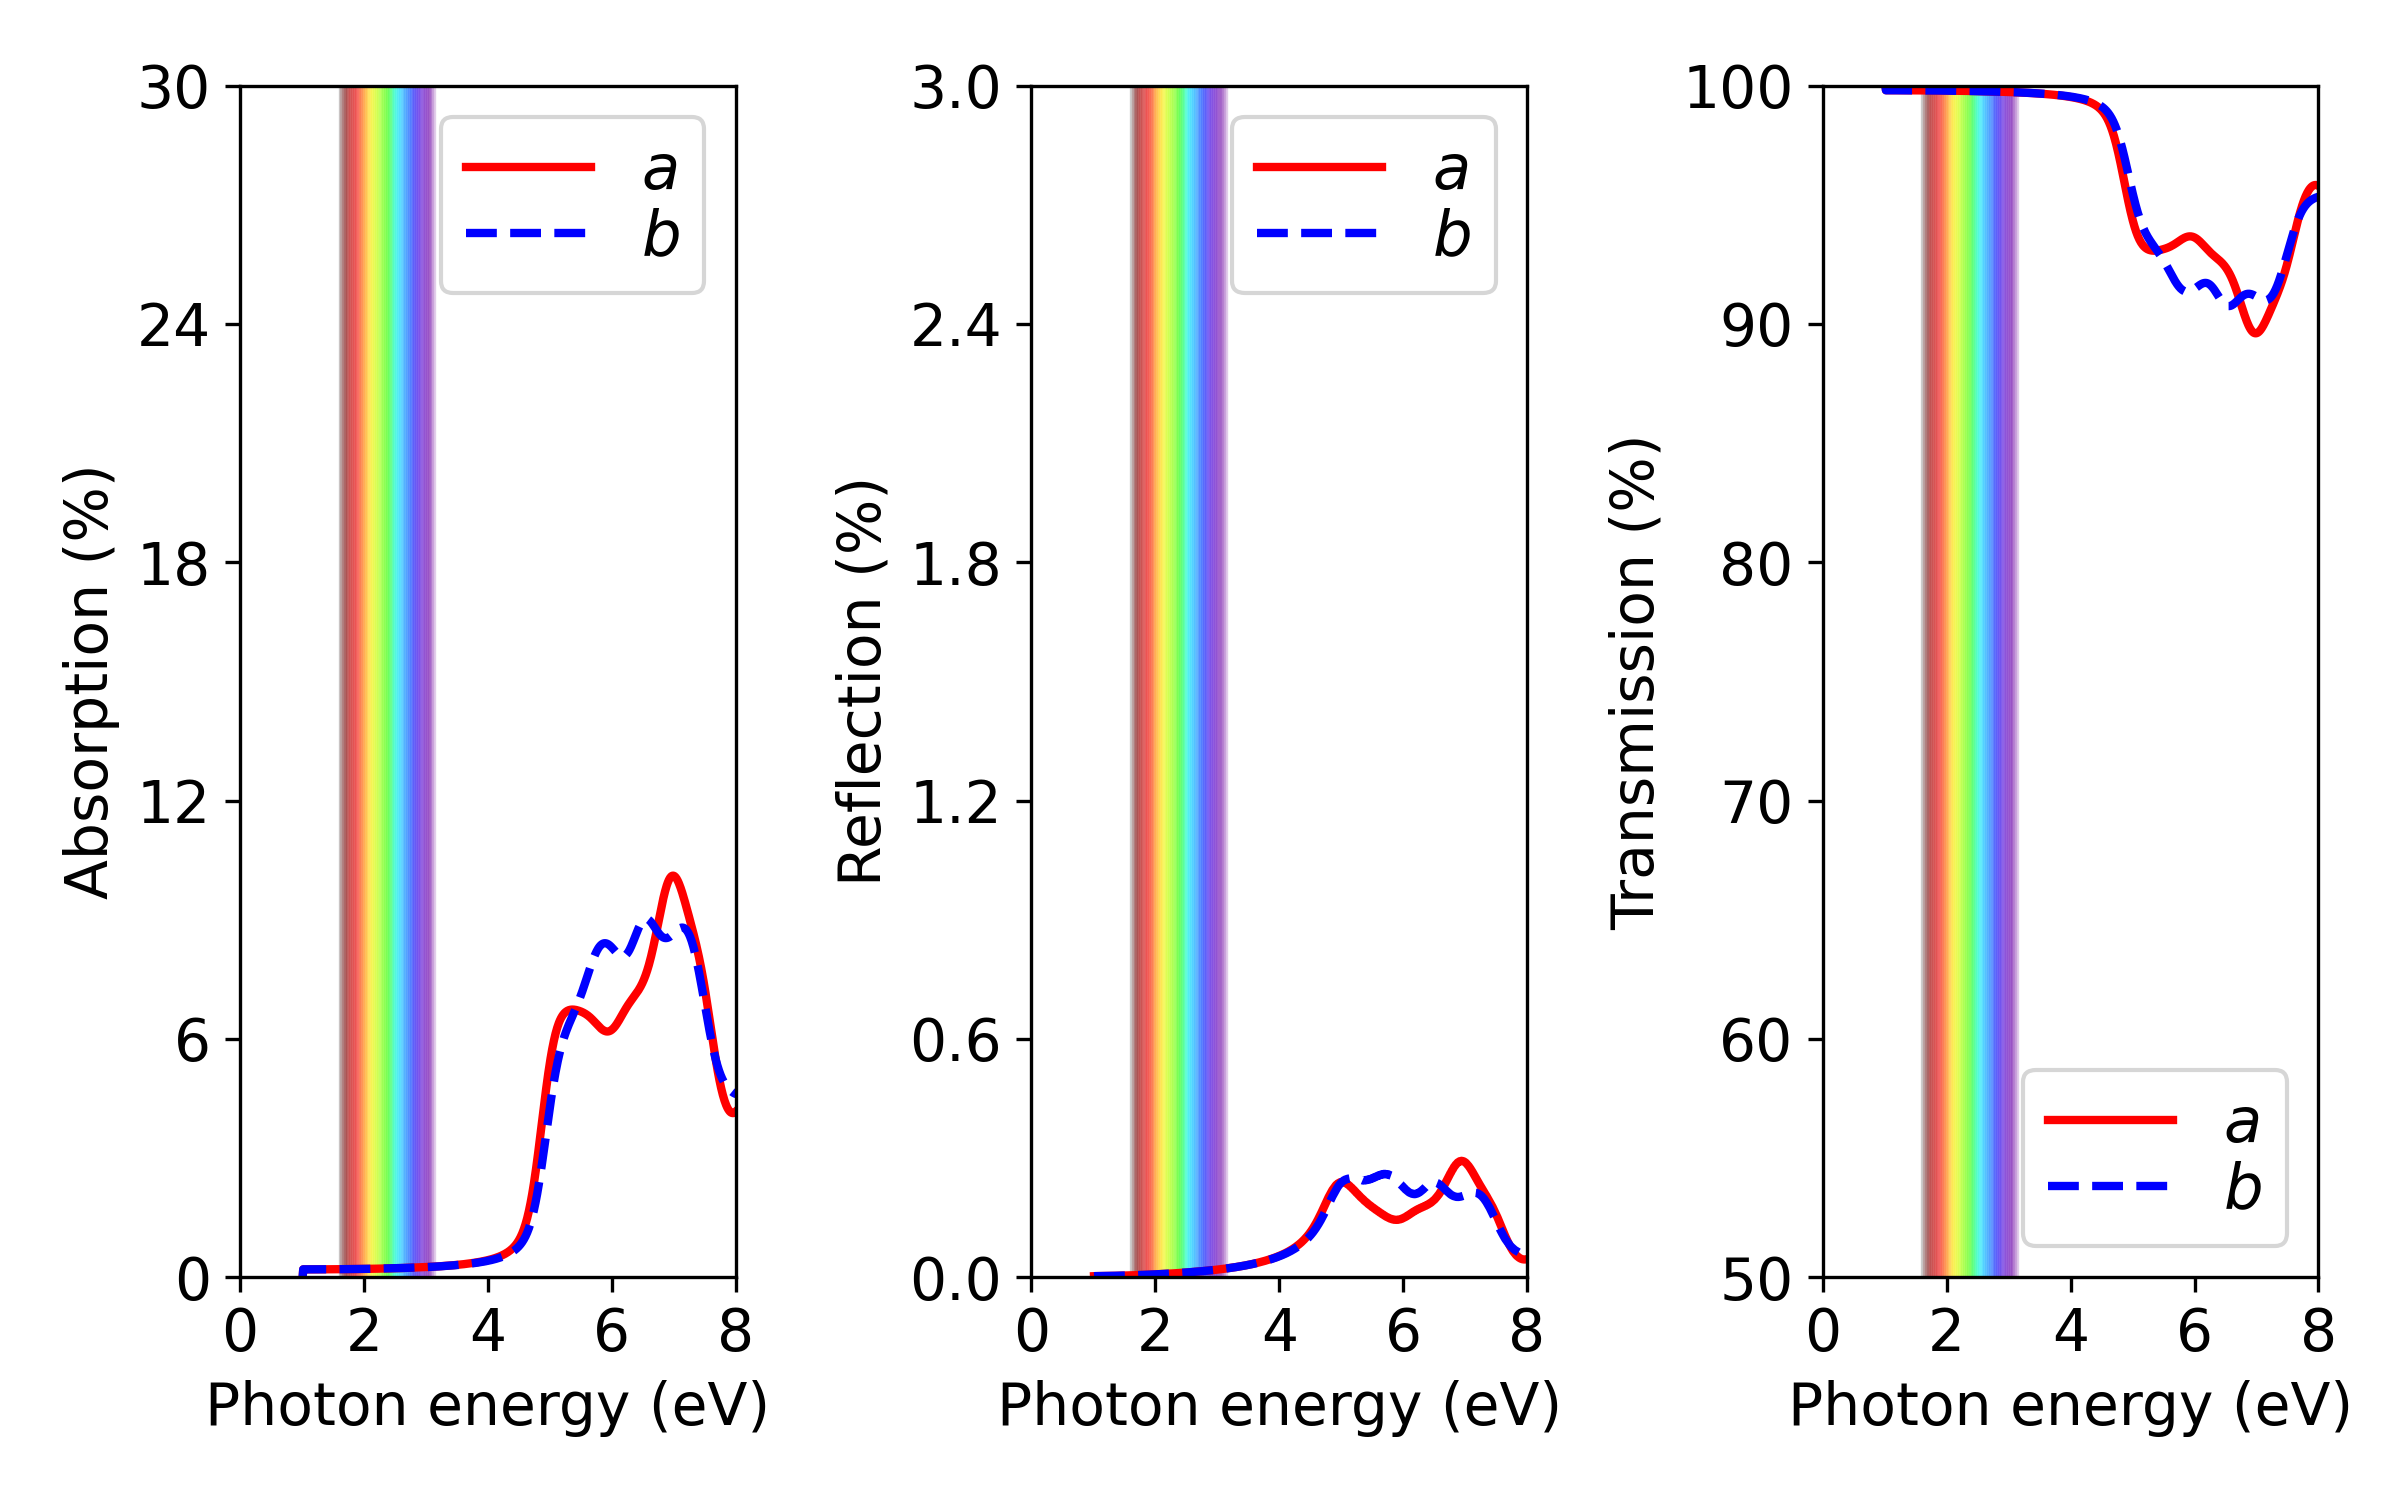 30
24
18
12
6
0
0 2 4 6 8
Absorption (%)
Photon energy (eV)
a
b
3.0
2.4
1.8
1.2
0.6
0.0
0 2 4 6 8
Reflection (%)
Photon energy (eV)
a
b
100
90
80
70
60
50
0 2 4 6 8
Transmission (%)
Photon energy (eV)
a
b